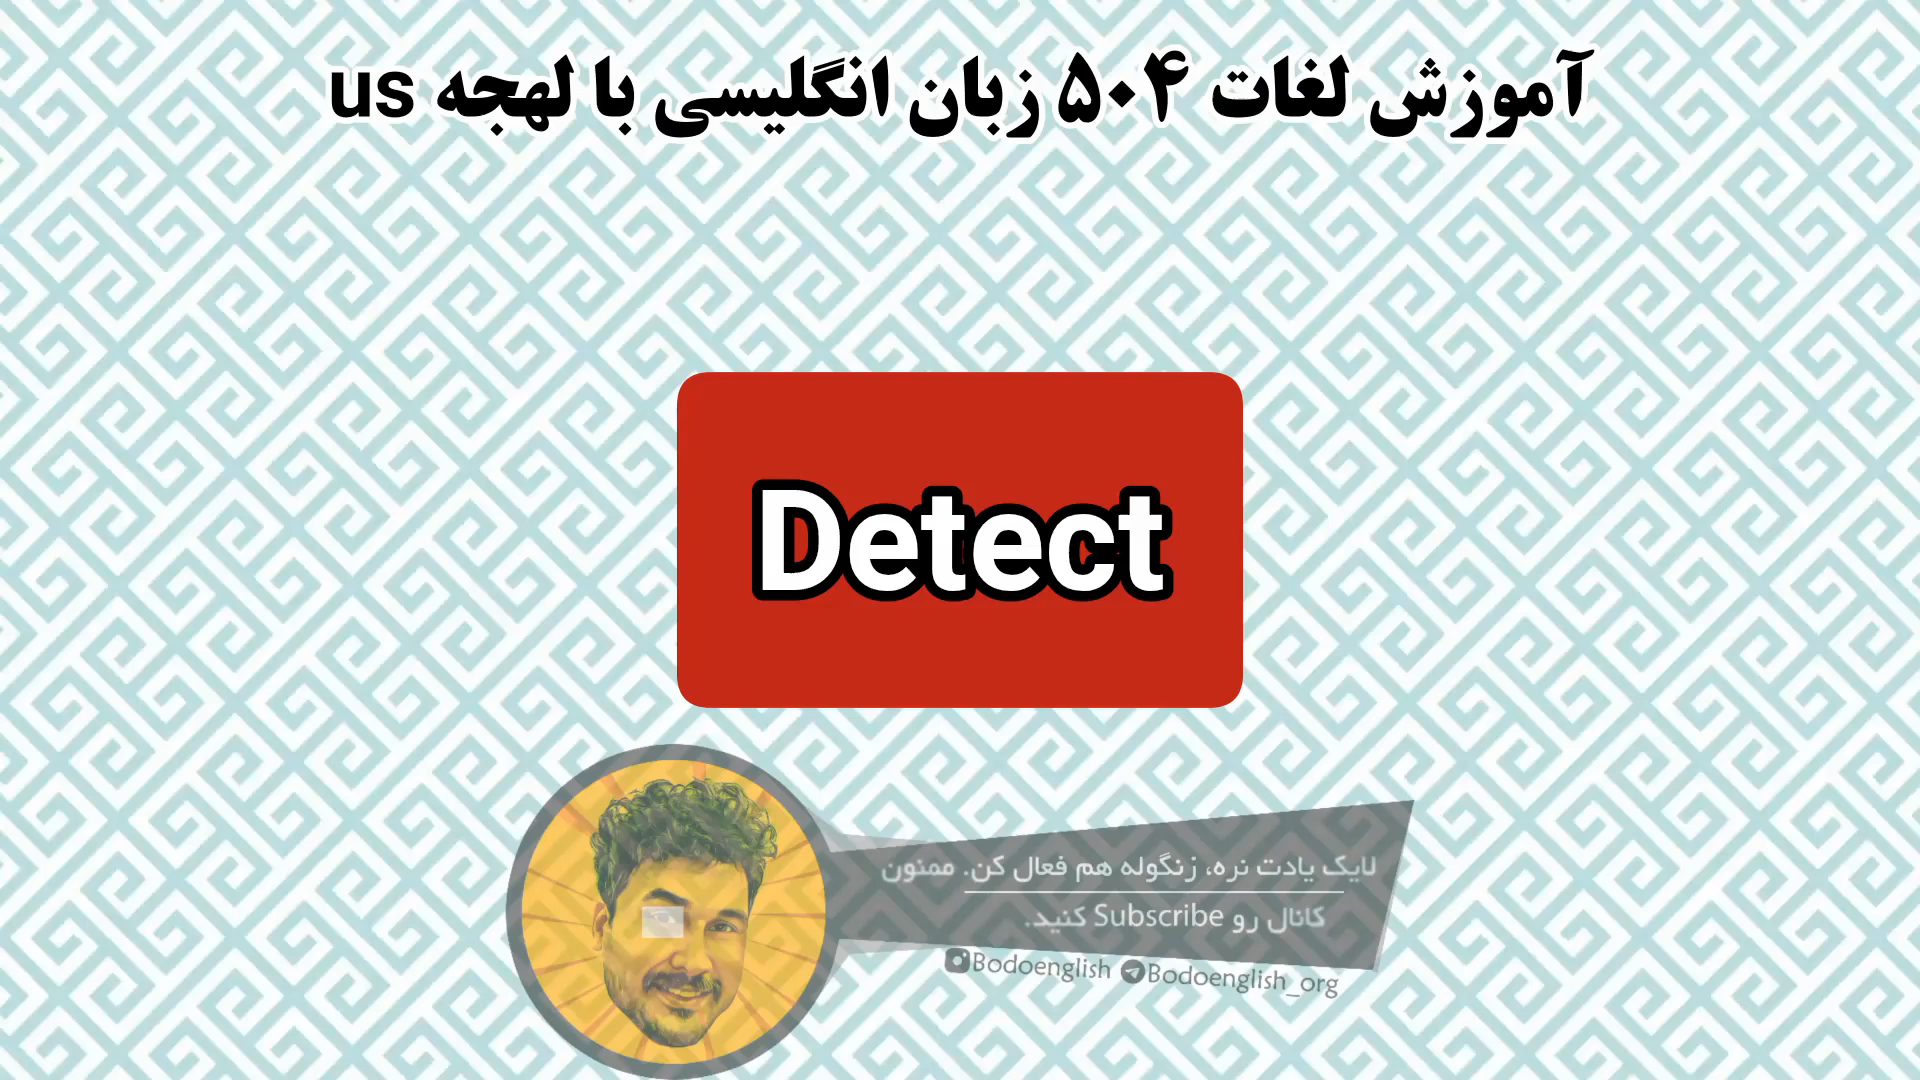 آموزش لغات ۵۰۴ زبان انگلیسی با لهجه us
Detect
لایک یادت نره، زنگوله هم فعال کن. ممنون
کانال رو Subscribe کنید.
Bodoenglish Bodoenglish_org